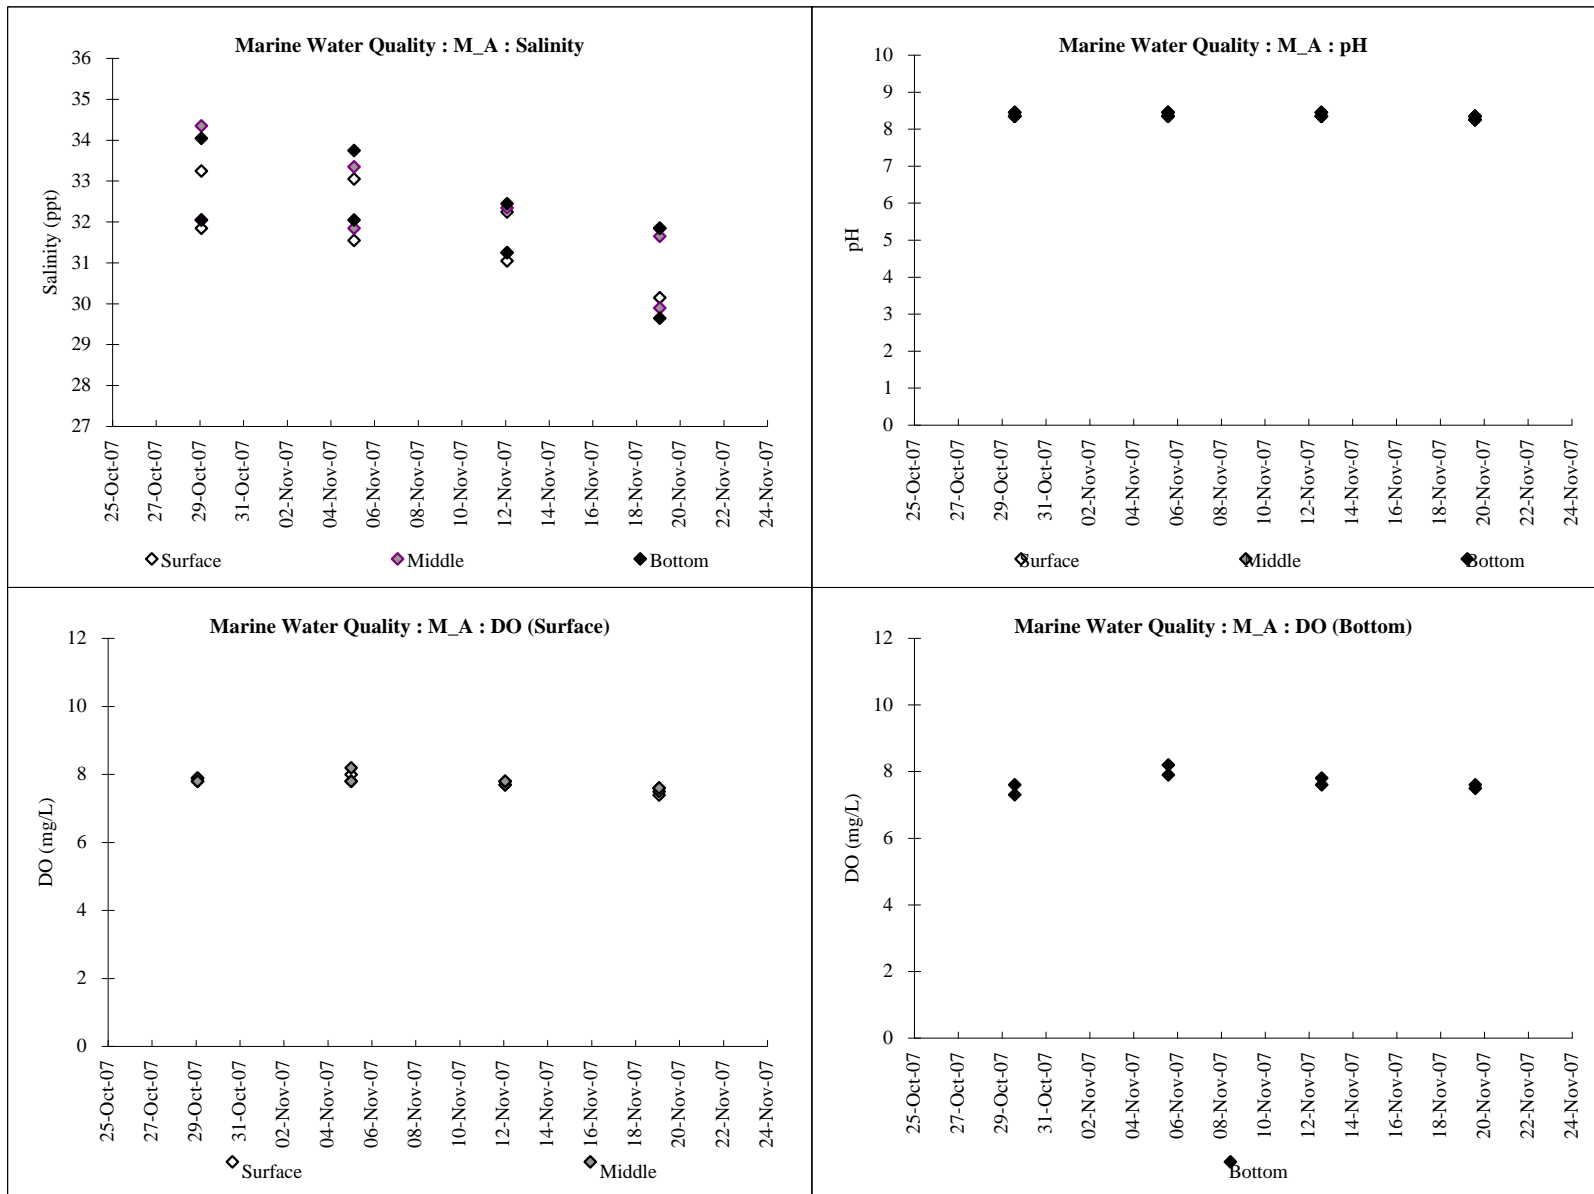 Marine Water Quality : M_A : Salinity
36
35
34
33
32
31
30
29
28
27
Salinity (ppt)
25-Oct-07
27-Oct-07
29-Oct-07
31-Oct-07
02-Nov-07
04-Nov-07
06-Nov-07
08-Nov-07
10-Nov-07
12-Nov-07
14-Nov-07
16-Nov-07
18-Nov-07
20-Nov-07
22-Nov-07
24-Nov-07
Surface Middle Bottom
Marine Water Quality : M_A : pH
10
9
8
7
6
5
4
3
2
1
0
pH
25-Oct-07
27-Oct-07
29-Oct-07
31-Oct-07
02-Nov-07
04-Nov-07
06-Nov-07
08-Nov-07
10-Nov-07
12-Nov-07
14-Nov-07
16-Nov-07
18-Nov-07
20-Nov-07
22-Nov-07
24-Nov-07
Surface Middle Bottom
Marine Water Quality : M_A : DO (Surface)
12
10
8
6
4
2
0
DO (mg/L)
25-Oct-07
27-Oct-07
29-Oct-07
31-Oct-07
02-Nov-07
04-Nov-07
06-Nov-07
08-Nov-07
10-Nov-07
12-Nov-07
14-Nov-07
16-Nov-07
18-Nov-07
20-Nov-07
22-Nov-07
24-Nov-07
Surface Middle
Marine Water Quality : M_A : DO (Bottom)
12
10
8
6
4
2
0
DO (mg/L)
25-Oct-07
27-Oct-07
29-Oct-07
31-Oct-07
02-Nov-07
04-Nov-07
06-Nov-07
08-Nov-07
10-Nov-07
12-Nov-07
14-Nov-07
16-Nov-07
18-Nov-07
20-Nov-07
22-Nov-07
24-Nov-07
Bottom